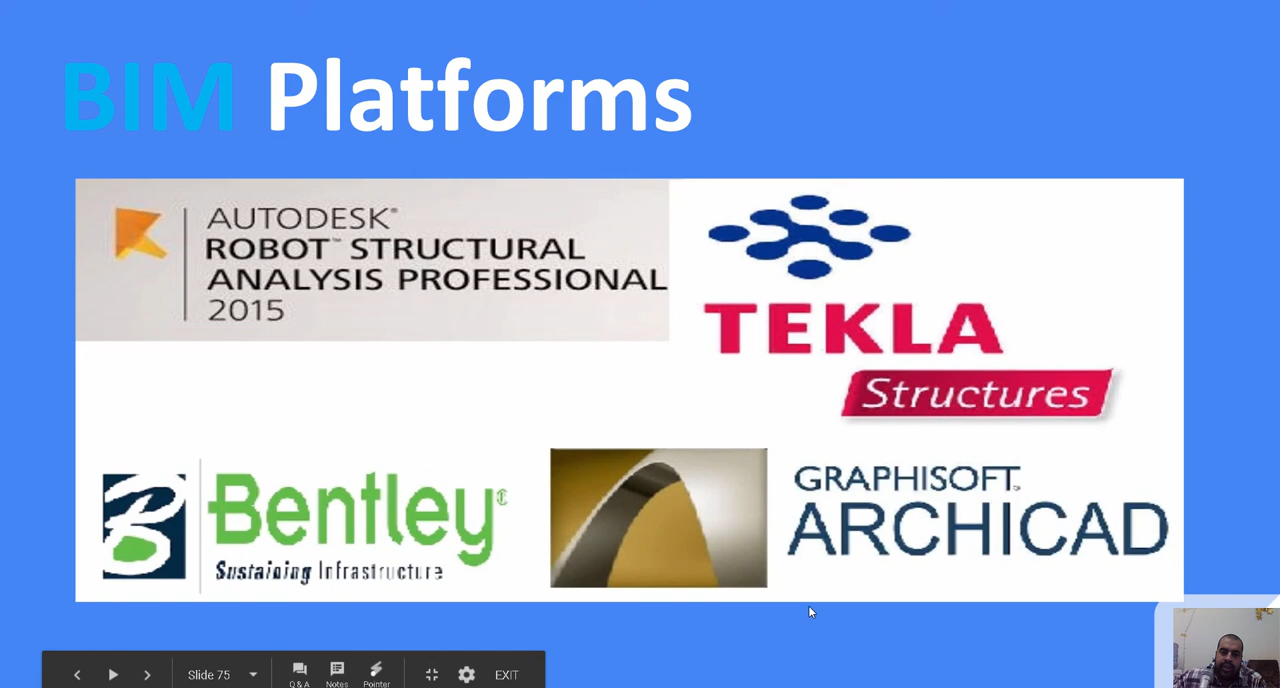 BIM Platforms
AUTODESK®
ROBOT™ STRUCTURAL
ANALYSIS PROFESSIONAL
2015
TEKLA
Structures
Bentley®
Sustaining Infrastructure
GRAPHISOFT.
ARCHICAD
Slide 75
Q & A
Notes
Pointer
EXIT